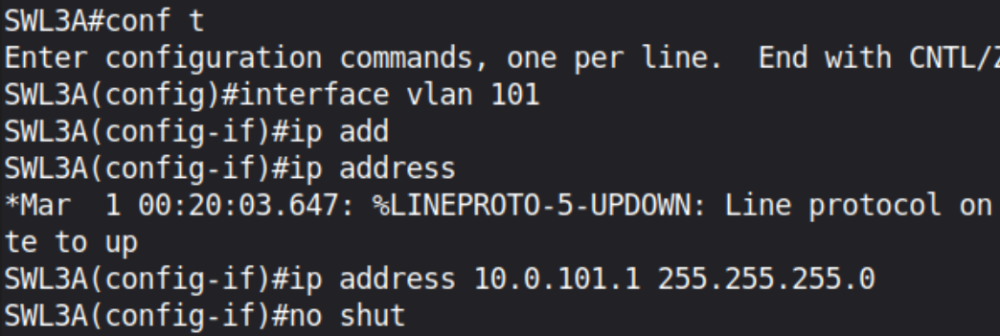 SWL3A#conf t
Enter configuration commands, one per line.  End with CNTL/Z
SWL3A(config)#interface vlan 101
SWL3A(config-if)#ip add
SWL3A(config-if)#ip address
*Mar  1 00:20:03.647: %LINEPROTO-5-UPDOWN: Line protocol on
te to up
SWL3A(config-if)#ip address 10.0.101.1 255.255.255.0
SWL3A(config-if)#no shut